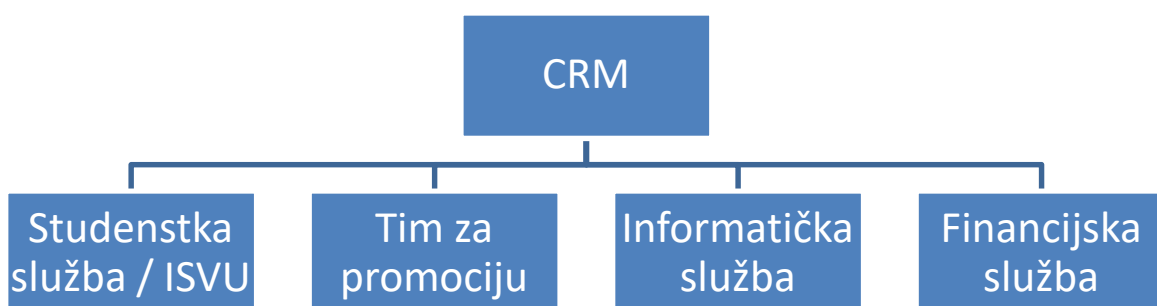 CRM
Studenstka
služba / ISVU
Tim za
promociju
Informatička
služba
Financijska
služba